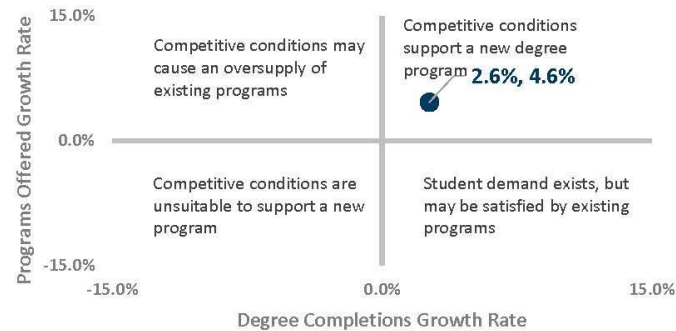 15.0%
Competitive conditions may
cause an oversupply of
existing programs
Competitive conditions
support a new degree
program
2.6%, 4.6%
Programs Offered Growth Rate
0.0%
Competitive conditions are
unsuitable to support a new
program
Student demand exists, but
may be satisfied by existing
programs
-15.0%
-15.0%
0.0%
15.0%
Degree Completions Growth Rate